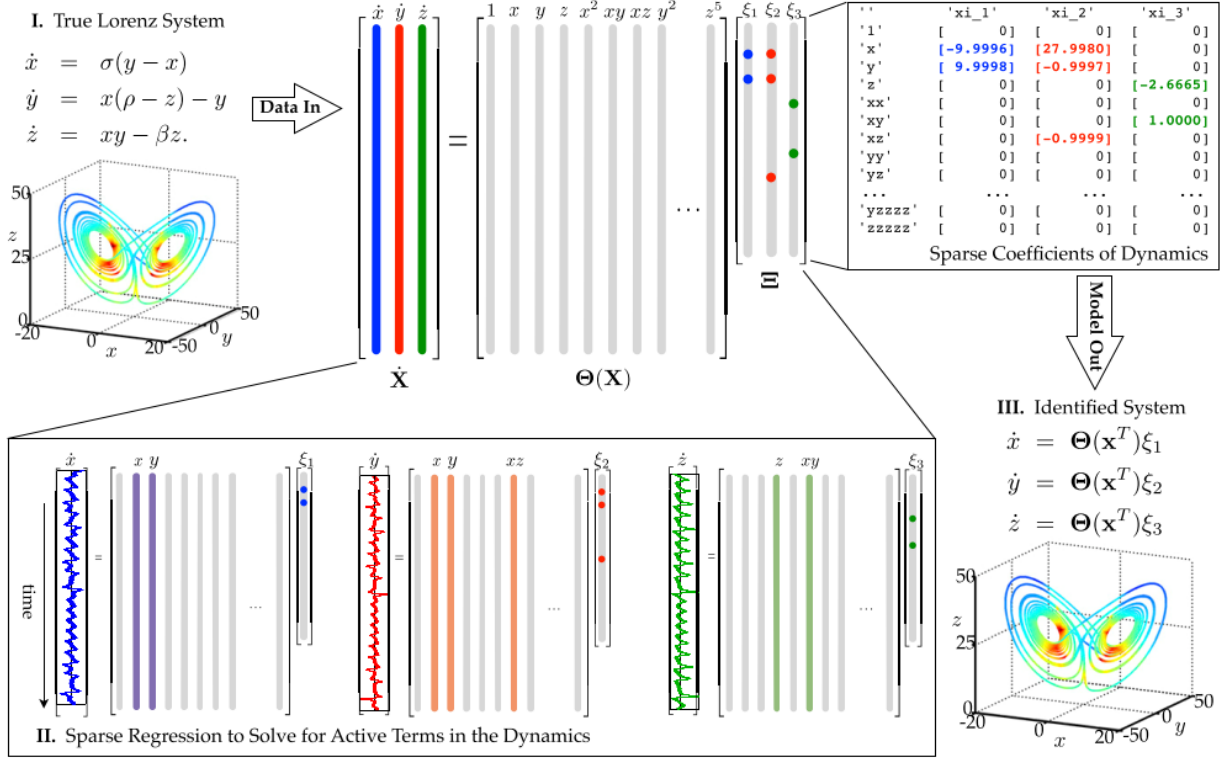 I. True Lorenz System
ẋ = σ(y − x)
ẏ = x(ρ − z) − y
ż = xy − βz.
Data In
50
25
0
z
-20
0
20
x
-50
0
50
y
ẋ ẏ ż
=
1 x y z x² xy xz y² z⁵
...
ξ₁ ξ₂ ξ₃
Ẋ
Θ(X)
Ξ
'' 'xi_1' 'xi_2' 'xi_3'
'1' [ 0] [ 0] [ 0]
'x' [-9.9996] [27.9980] [ 0]
'y' [ 9.9998] [-0.9997] [ 0]
'z' [ 0] [ 0] [-2.6665]
'xx' [ 0] [ 0] [ 0]
'xy' [ 0] [ 0] [ 1.0000]
'xz' [ 0] [-0.9999] [ 0]
'yy' [ 0] [ 0] [ 0]
'yz' [ 0] [ 0] [ 0]
... ... ... ...
'yzzzz' [ 0] [ 0] [ 0]
'zzzzz' [ 0] [ 0] [ 0]
Sparse Coefficients of Dynamics
Model Out
time
ẋ = x y ... ξ₁
ẏ = x y xz ... ξ₂
ż = z xy ... ξ₃
II. Sparse Regression to Solve for Active Terms in the Dynamics
III. Identified System
ẋ = Θ(xᵀ)ξ₁
ẏ = Θ(xᵀ)ξ₂
ż = Θ(xᵀ)ξ₃
50
25
0
z
-20
0
20
x
-50
0
50
y